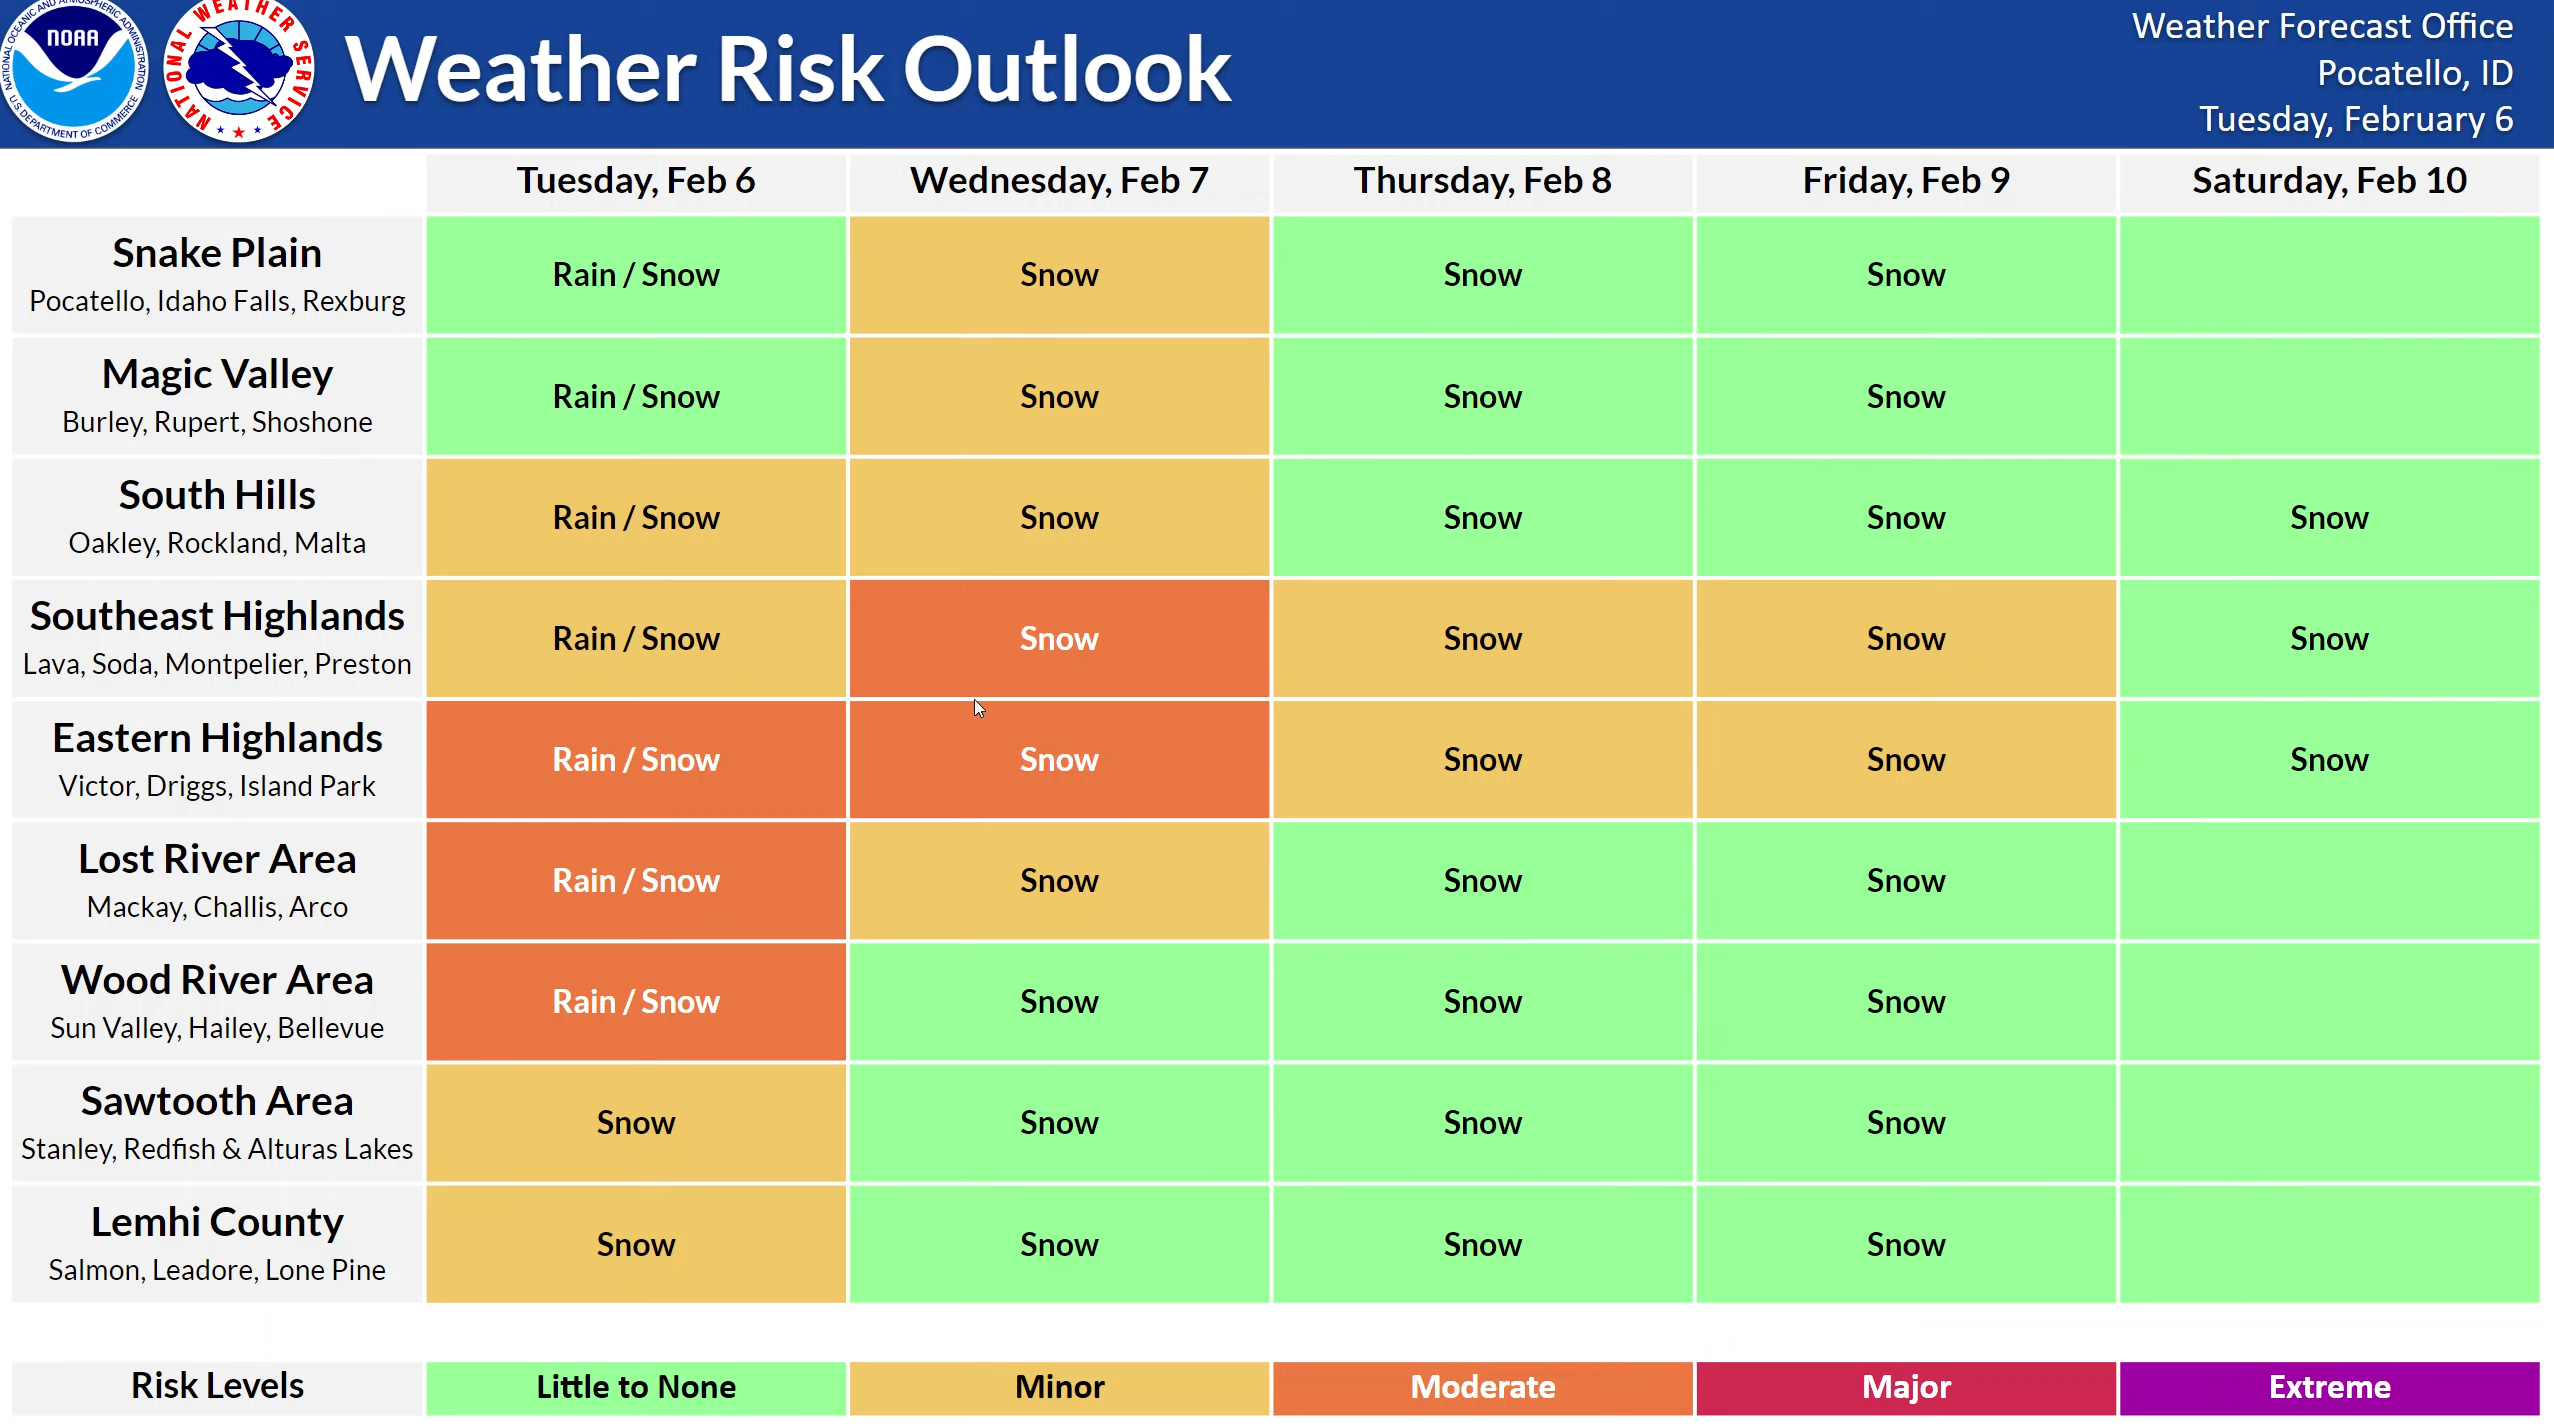 NATIONAL OCEANIC AND ATMOSPHERIC ADMINISTRATION
NOAA
U.S. DEPARTMENT OF COMMERCE
NATIONAL WEATHER SERVICE
Weather Risk Outlook
Weather Forecast Office
Pocatello, ID
Tuesday, February 6
Tuesday, Feb 6 Wednesday, Feb 7 Thursday, Feb 8 Friday, Feb 9 Saturday, Feb 10
Snake Plain
Pocatello, Idaho Falls, Rexburg
Rain / Snow Snow Snow Snow
Magic Valley
Burley, Rupert, Shoshone
Rain / Snow Snow Snow Snow
South Hills
Oakley, Rockland, Malta
Rain / Snow Snow Snow Snow Snow
Southeast Highlands
Lava, Soda, Montpelier, Preston
Rain / Snow Snow Snow Snow Snow
Eastern Highlands
Victor, Driggs, Island Park
Rain / Snow Snow Snow Snow Snow
Lost River Area
Mackay, Challis, Arco
Rain / Snow Snow Snow Snow
Wood River Area
Sun Valley, Hailey, Bellevue
Rain / Snow Snow Snow Snow
Sawtooth Area
Stanley, Redfish & Alturas Lakes
Snow Snow Snow Snow
Lemhi County
Salmon, Leadore, Lone Pine
Snow Snow Snow Snow
Risk Levels Little to None Minor Moderate Major Extreme